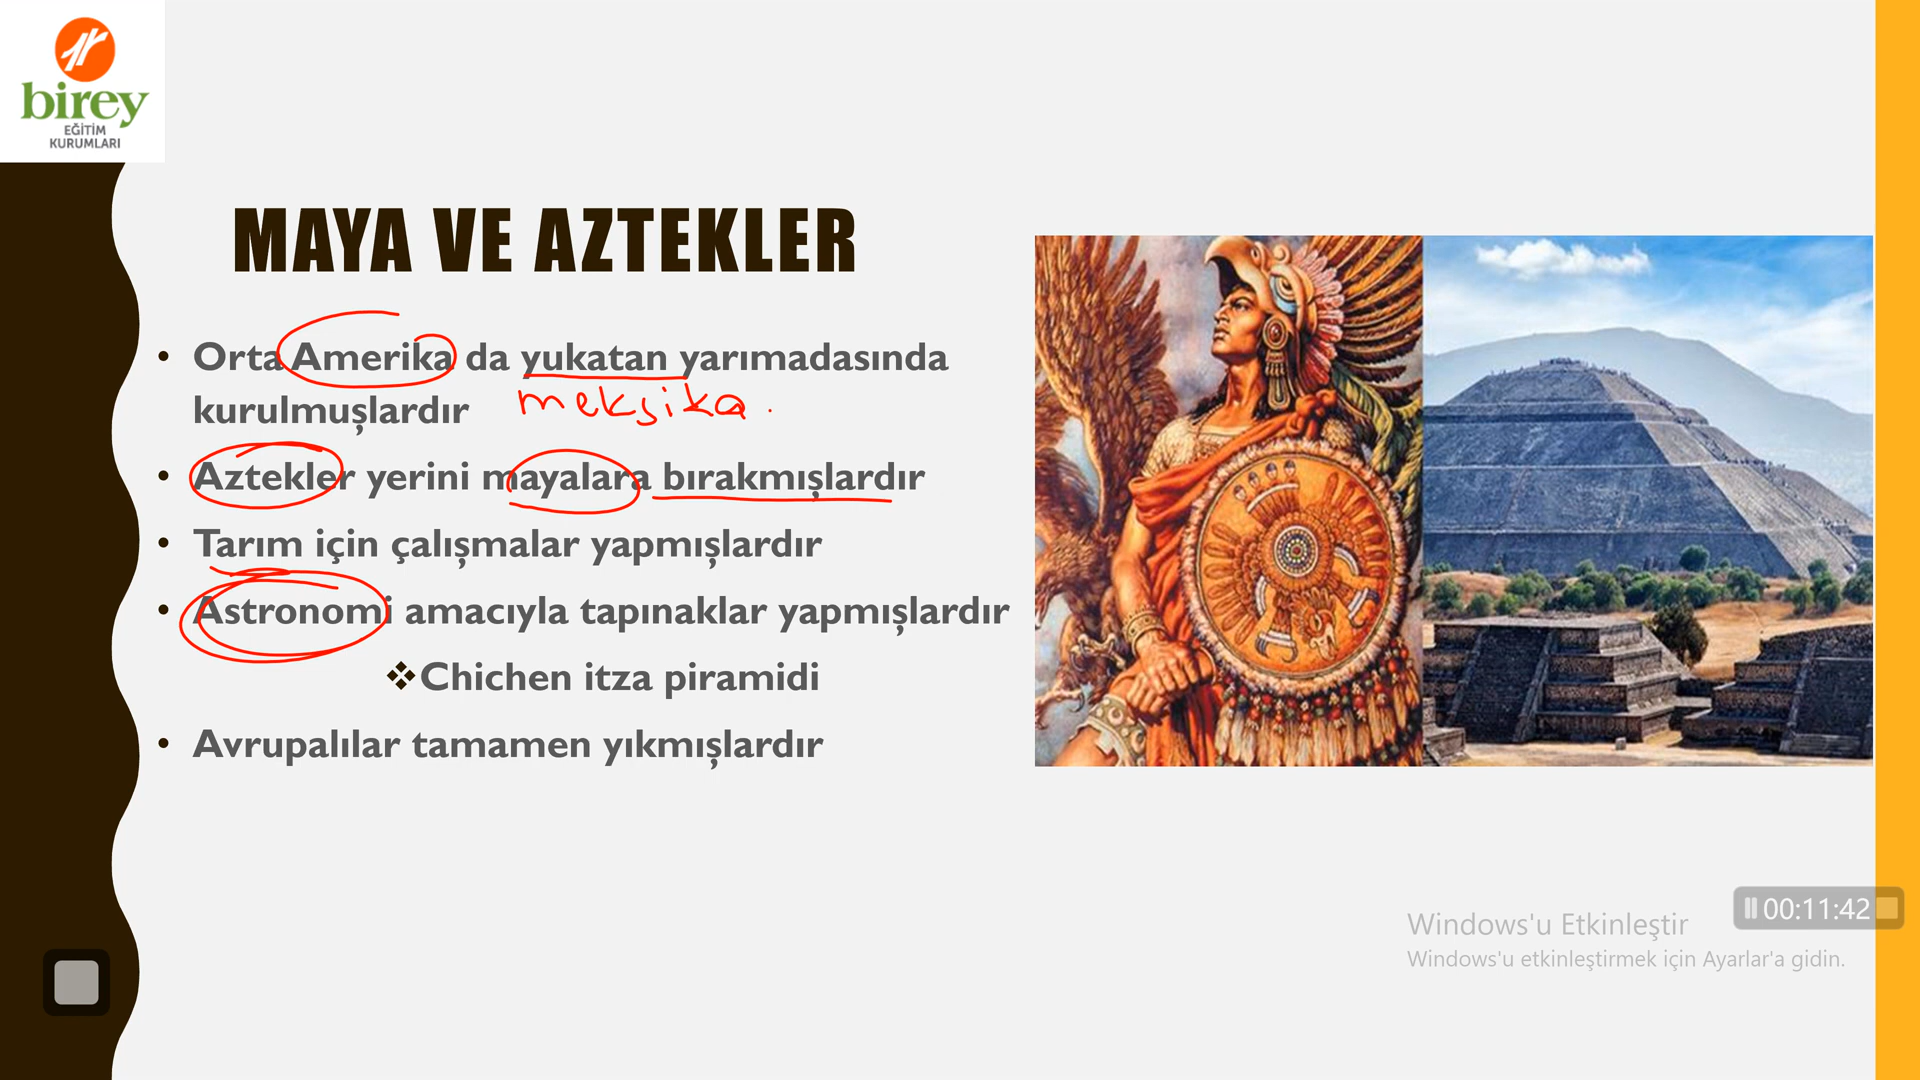 birey
EĞİTİM
KURUMLARI
MAYA VE AZTEKLER
• Orta Amerika da yukatan yarımadasında
kurulmuşlardır
meksika.
• Aztekler yerini mayalara bırakmışlardır
• Tarım için çalışmalar yapmışlardır
• Astronomi amacıyla tapınaklar yapmışlardır
❖Chichen itza piramidi
• Avrupalılar tamamen yıkmışlardır
00:11:42
Windows'u Etkinleştir
Windows'u etkinleştirmek için Ayarlar'a gidin.